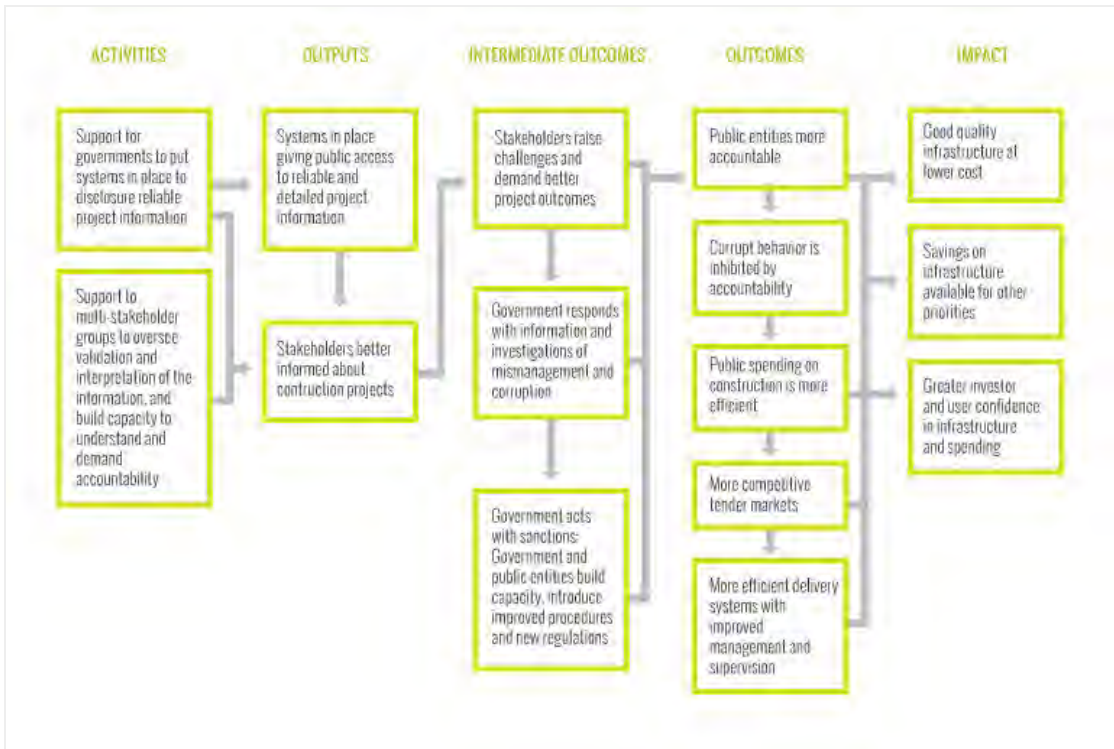 ACTIVITIES
Support for
governments to put
systems in place to
disclosure reliable
project information
Support to
multi-stakeholder
groups to oversee
validation and
interpretation of the
information, and
build capacity to
understand and
demand
accountability
OUTPUTS
Systems in place
giving public access
to reliable and
detailed project
information
Stakeholders better
informed about
contruction projects
INTERMEDIATE OUTCOMES
Stakeholders raise
challenges and
demand better
project outcomes
Government responds
with information and
investigations of
mismanagement and
corruption
Government acts
with sanctions;
Government and
public entities build
capacity, introduce
improved procedures
and new regulations
OUTCOMES
Public entities more
accountable
Currupt behavior is
inhibited by
accountability
Public spending on
construction is more
efficient
More competitive
tender markets
More efficient delivery
systems with
improved
management and
supervision
IMPACT
Good quality
infrastructure at
lower cost
Savings on
infrastructure
available for other
priorities
Greater investor
and user confidence
in infrastructure
and spending